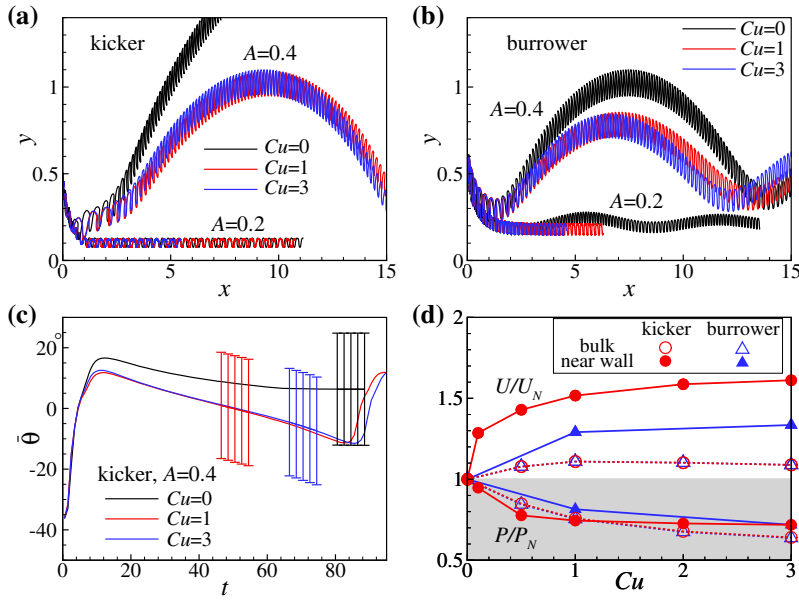 (a)
kicker
A=0.4
Cu=0
Cu=1
Cu=3
A=0.2
y
1
0.5
0
0 5 10 15
x
(b)
burrower
Cu=0
Cu=1
Cu=3
A=0.4
A=0.2
y
1
0.5
0
0 5 10 15
x
(c)
20°
0
-20
-40
θ̄
kicker, A=0.4
Cu=0
Cu=1
Cu=3
0 20 40 60 80
t
(d)
kicker burrower
bulk
near wall
U/U_N
P/P_N
2
1.5
1
0.5
0 1 2 3
Cu